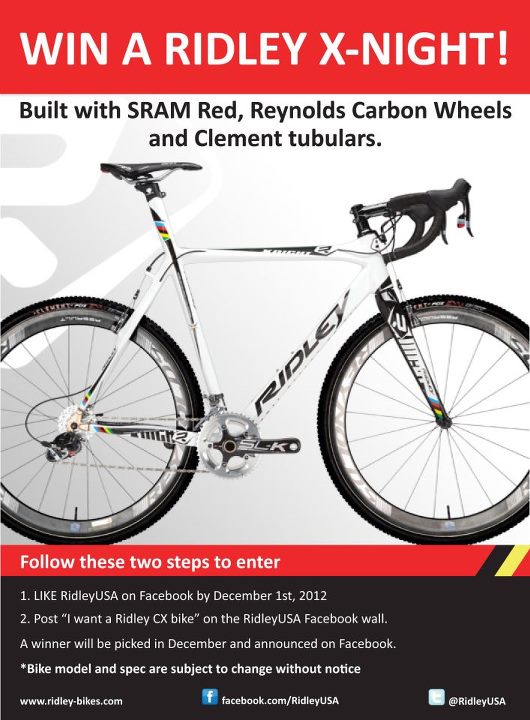 WIN A RIDLEY X-NIGHT!
Built with SRAM Red, Reynolds Carbon Wheels
and Clement tubulars.
RIDLEY
SLK
Follow these two steps to enter
1. LIKE RidleyUSA on Facebook by December 1st, 2012
2. Post “I want a Ridley CX bike” on the RidleyUSA Facebook wall.
A winner will be picked in December and announced on Facebook.
*Bike model and spec are subject to change without notice
www.ridley-bikes.com
facebook.com/RidleyUSA
@RidleyUSA